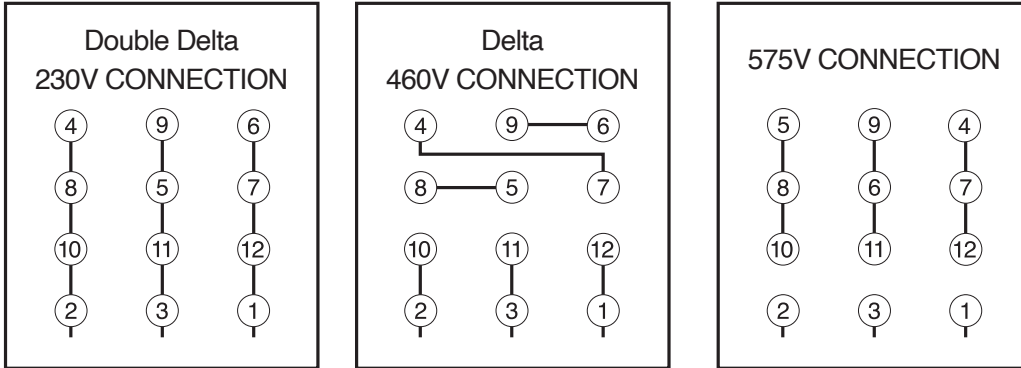 Double Delta
230V CONNECTION
4 9 6
8 5 7
10 11 12
2 3 1
Delta
460V CONNECTION
4 9 6
8 5 7
10 11 12
2 3 1
575V CONNECTION
5 9 4
8 6 7
10 11 12
2 3 1